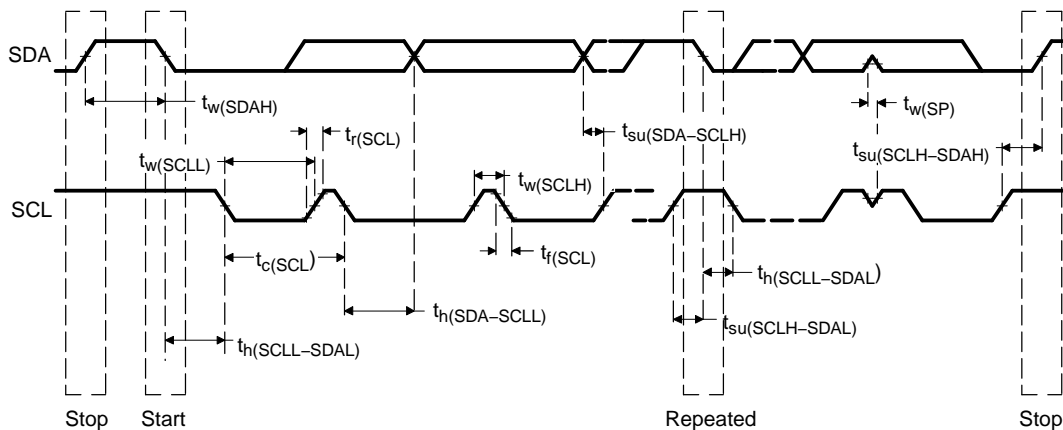 SDA
tw(SDAH)
tw(SP)
tr(SCL)
tsu(SDA–SCLH)
tsu(SCLH–SDAH)
tw(SCLL)
tw(SCLH)
SCL
tc(SCL)
tf(SCL)
th(SCLL–SDAL)
th(SDA–SCLL)
tsu(SCLH–SDAL)
th(SCLL–SDAL)
Stop
Start
Repeated
Stop